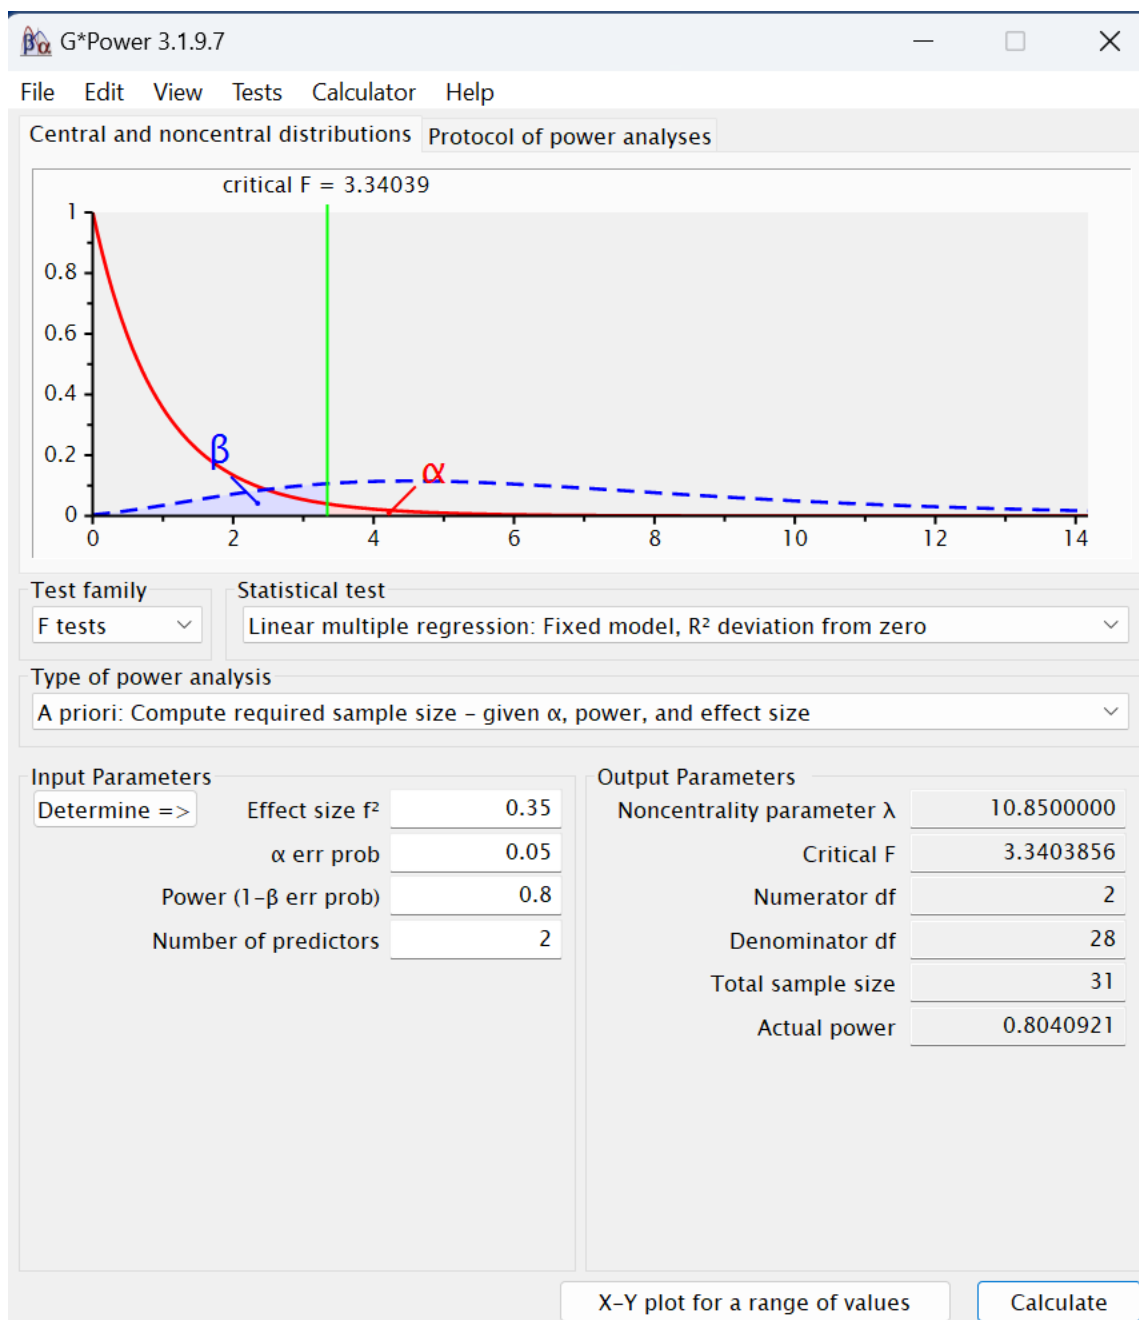 G*Power 3.1.9.7
File Edit View Tests Calculator Help
Central and noncentral distributions Protocol of power analyses
critical F = 3.34039
1
0.8
0.6
0.4
0.2
0
β
α
0 2 4 6 8 10 12 14
Test family Statistical test
F tests Linear multiple regression: Fixed model, R² deviation from zero
Type of power analysis
A priori: Compute required sample size – given α, power, and effect size
Input Parameters
Determine => Effect size f² 0.35
α err prob 0.05
Power (1–β err prob) 0.8
Number of predictors 2
Output Parameters
Noncentrality parameter λ 10.8500000
Critical F 3.3403856
Numerator df 2
Denominator df 28
Total sample size 31
Actual power 0.8040921
X–Y plot for a range of values Calculate